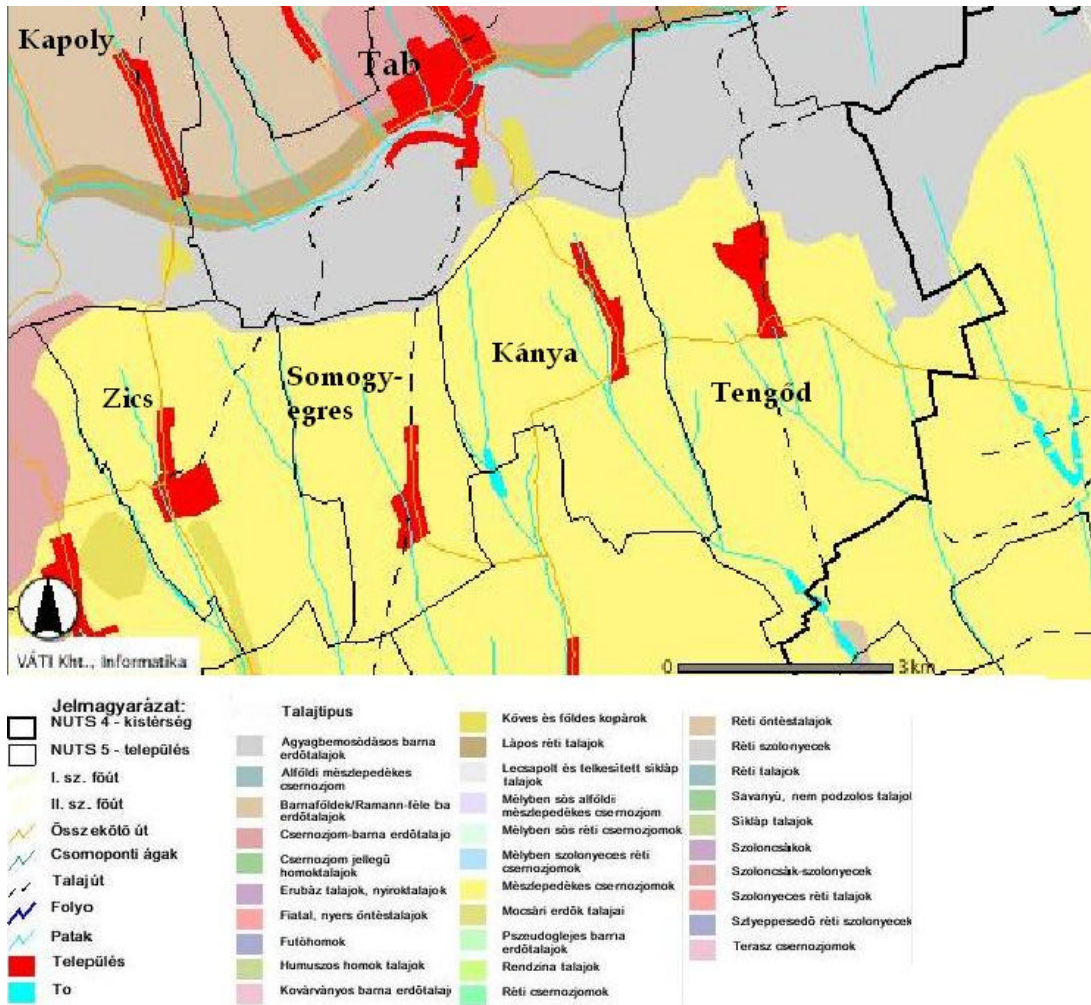 Kapoly
Tab
Zics
Somogy-
egres
Kánya
Tengőd
VÁTI Kht., Informatika
0 3 km
Jelmagyarázat:
NUTS 4 - kistérség
NUTS 5 - település
I. sz. főút
II. sz. főút
Összekötő út
Csomoponti ágak
Talajút
Folyo
Patak
Település
To
Talajtipus
Agyagbemosódásos barna
erdőtalajok
Alföldi mészlepedékes
csernozjom
Barnaföldek/Ramann-féle ba
erdőtalajok
Csernozjom-barna erdőtalajo
Csernozjom jellegű
homoktalajok
Erubáz talajok, nyiroktalajok
Fiatal, nyers öntéstalajok
Futóhomok
Humuszos homok talajok
Kovárványos barna erdőtalaj
Köves és földes kopárok
Lápos réti talajok
Lecsapolt és telkesített síkláp
talajok
Mélyben sós alföldi
mészlepedékes csernozjom
Mélyben sós réti csernozjomok
Mélyben szolonyeces réti
csernozjomok
Mészlepedékes csernozjomok
Mocsári erdők talajai
Pszeudoglejes barna
erdőtalajok
Rendzina talajok
Réti csernozjomok
Réti öntéstalajok
Réti szolonyecek
Réti talajok
Savanyú, nem podzolos talajol
Síkláp talajok
Szoloncsákok
Szoloncsák-szolonyecek
Szolonyeces réti talajok
Sztyeppesedő réti szolonyecek
Terasz csernozjomok